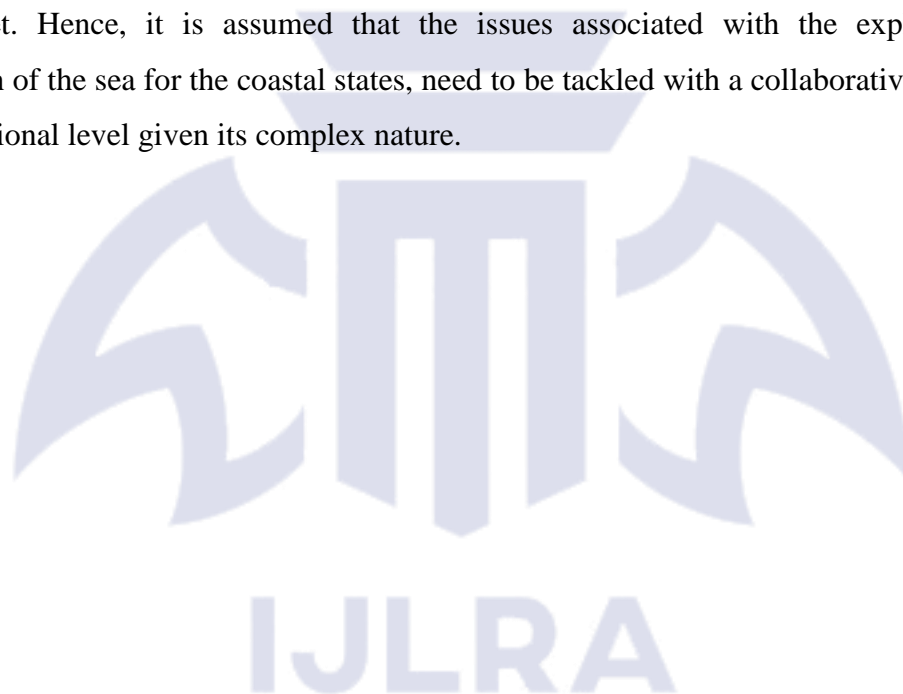 et. Hence, it is assumed that the issues associated with the exp
n of the sea for the coastal states, need to be tackled with a collaborativ
ional level given its complex nature.
IJLRA